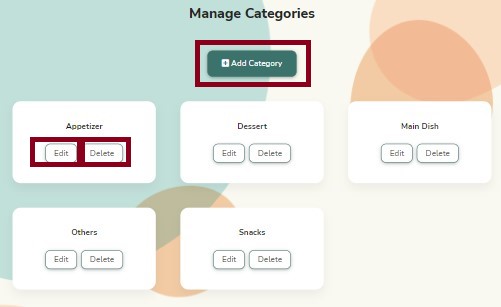 Manage Categories
Add Category
Appetizer
Edit Delete
Dessert
Edit Delete
Main Dish
Edit Delete
Others
Edit Delete
Snacks
Edit Delete